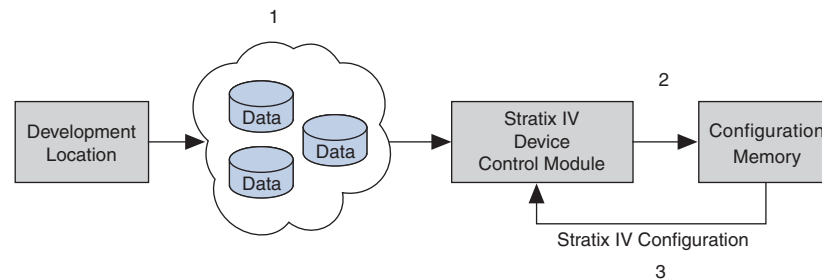 1
Development
Location
Data
Data
Data
Stratix IV
Device
Control Module
2
Configuration
Memory
Stratix IV Configuration
3